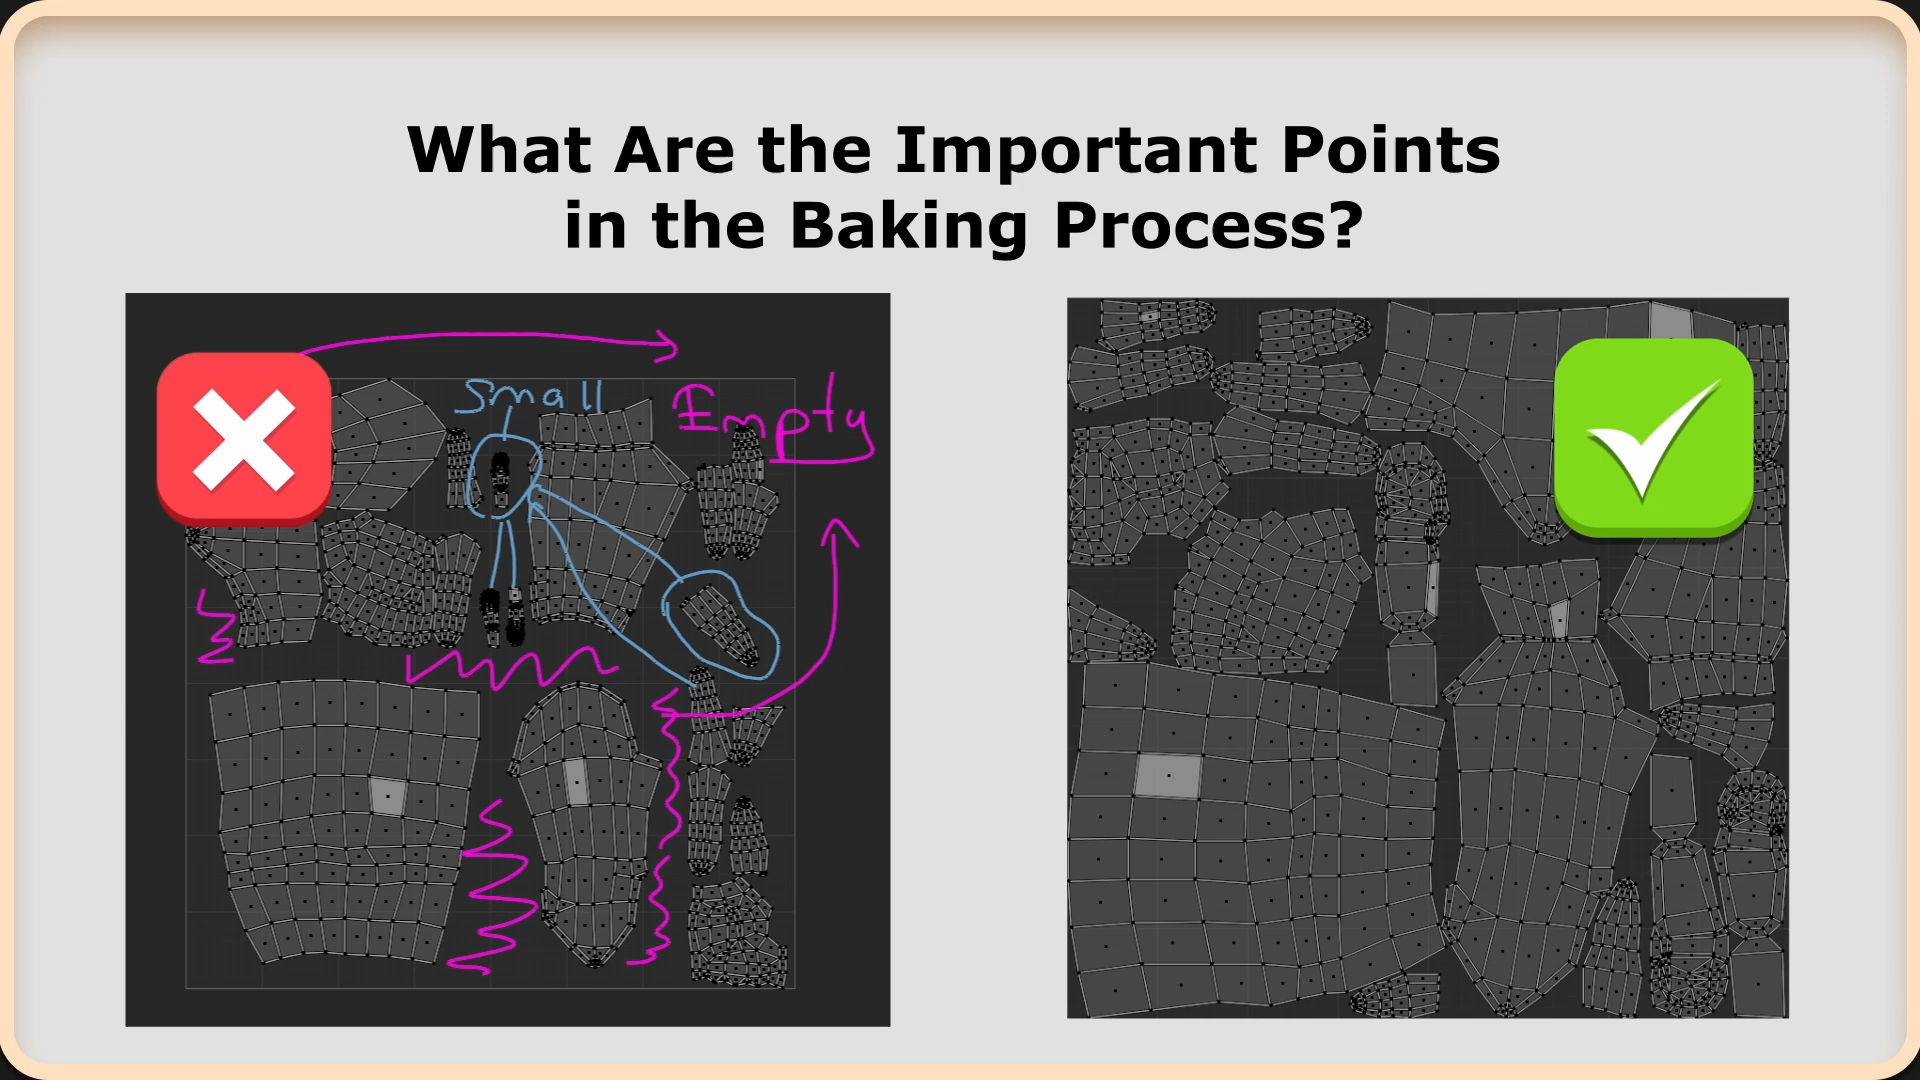 What Are the Important Points
in the Baking Process?
Small
Empty